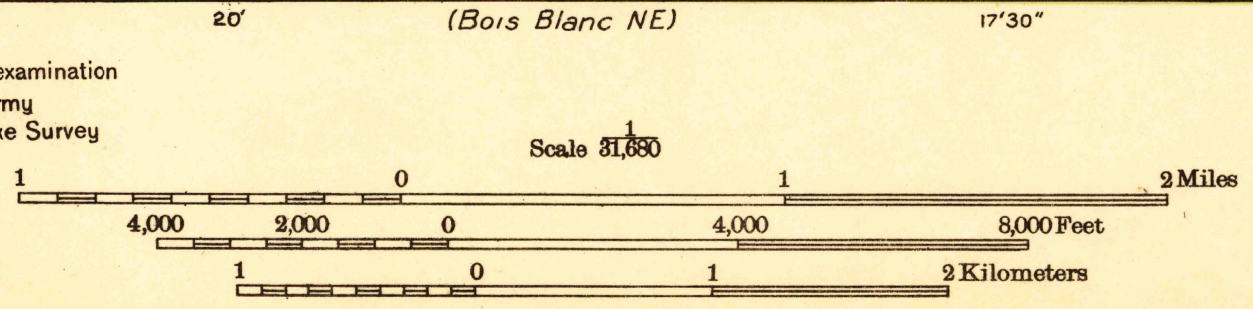 20' (Bois Blanc NE) 17'30"
examination
rmy
ke Survey
Scale 1/31,680
1 0 1 2 Miles
4,000 2,000 0 4,000 8,000 Feet
1 0 1 2 Kilometers